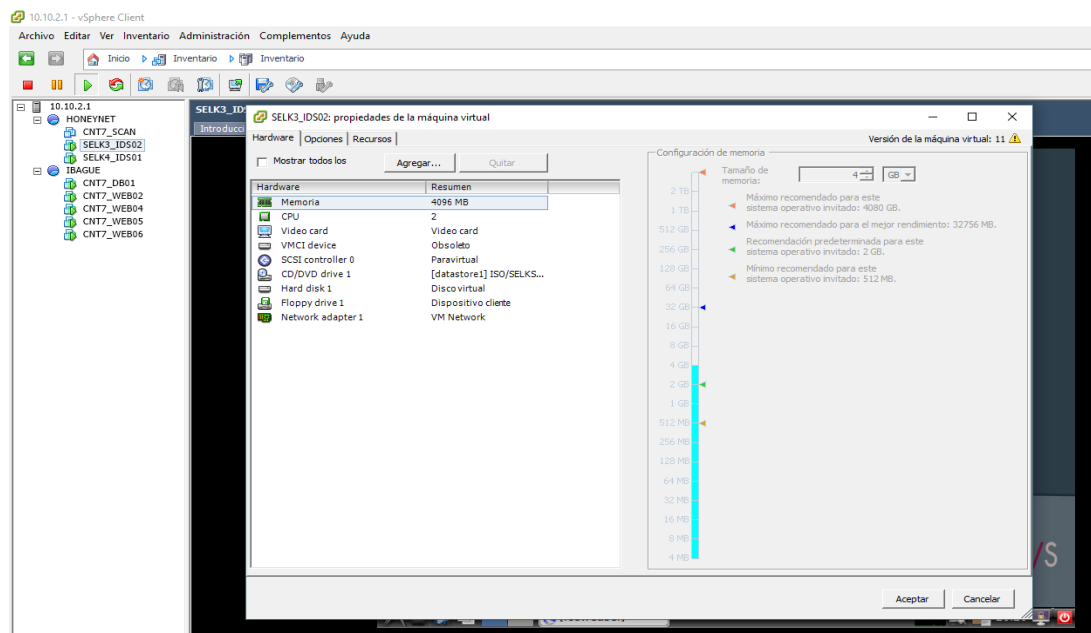 10.10.2.1 - vSphere Client
Archivo Editar Ver Inventario Administración Complementos Ayuda
Inicio Inventario Inventario
10.10.2.1
HONEYNET
CNT7_SCAN
SELK3_IDS02
SELK4_IDS01
IBAGUE
CNT7_DB01
CNT7_WEB02
CNT7_WEB04
CNT7_WEB05
CNT7_WEB06
SELK3_ID
Introducci
SELK3_IDS02: propiedades de la máquina virtual
Hardware Opciones Recursos
Versión de la máquina virtual: 11
Mostrar todos los Agregar... Quitar
Hardware Resumen
Memoria 4096 MB
CPU 2
Video card Video card
VMCI device Obsoleto
SCSI controller 0 Paravirtual
CD/DVD drive 1 [datastore1] ISO/SELKS...
Hard disk 1 Disco virtual
Floppy drive 1 Dispositivo cliente
Network adapter 1 VM Network
Configuración de memoria
Tamaño de
memoria: 4 GB
Máximo recomendado para este
sistema operativo invitado: 4080 GB.
Máximo recomendado para el mejor rendimiento: 32756 MB.
Recomendación predeterminada para este
sistema operativo invitado: 2 GB.
Mínimo recomendado para este
sistema operativo invitado: 512 MB.
2 TB
1 TB
512 GB
256 GB
128 GB
64 GB
32 GB
16 GB
8 GB
4 GB
2 GB
1 GB
512 MB
256 MB
128 MB
64 MB
32 MB
16 MB
8 MB
4 MB
/S
Aceptar Cancelar